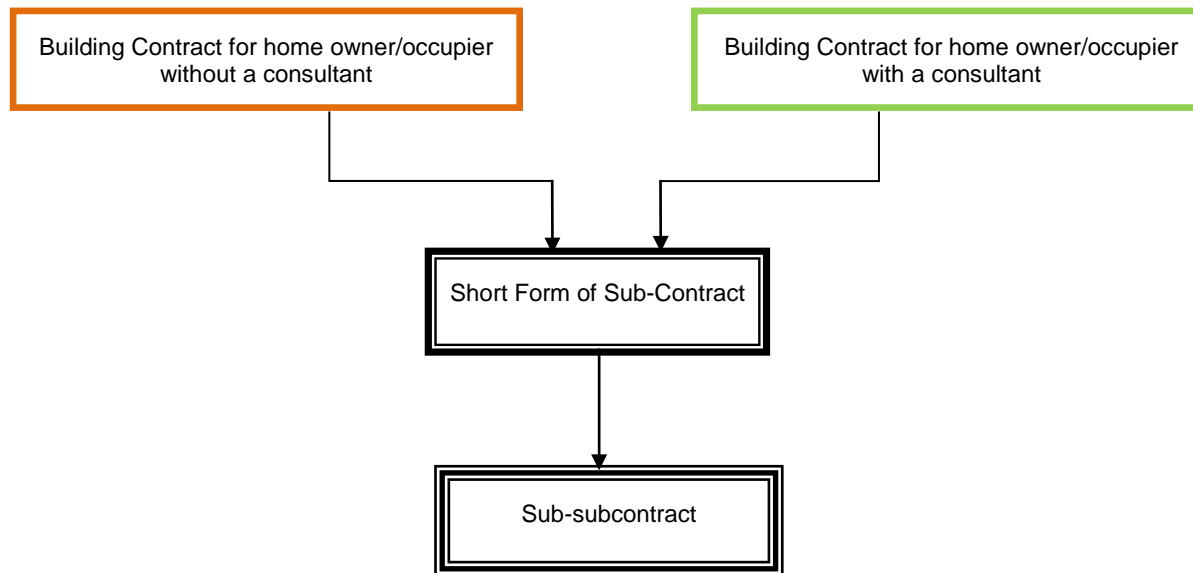 Building Contract for home owner/occupier
without a consultant
Building Contract for home owner/occupier
with a consultant
Short Form of Sub-Contract
Sub-subcontract